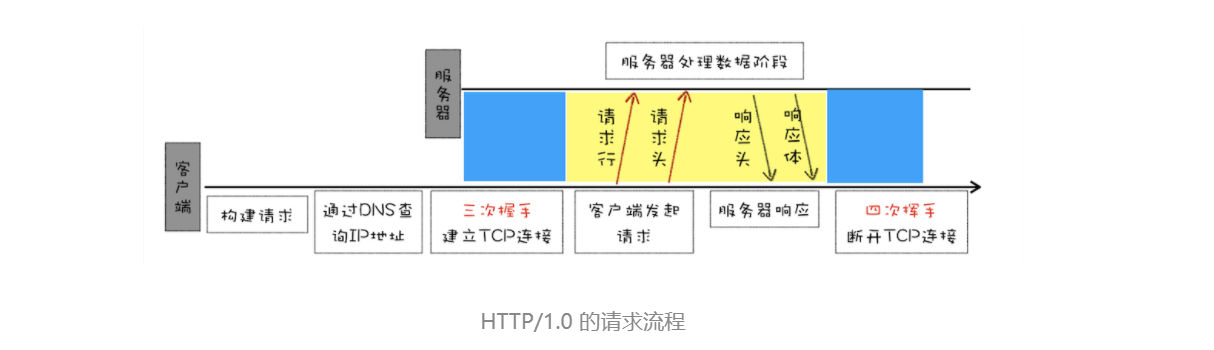 服务器处理数据阶段
服务器
请求行
请求头
响应头
响应体
客户端
构建请求
通过DNS查
询IP地址
三次握手
建立TCP连接
客户端发起
请求
服务器响应
四次挥手
断开TCP连接
HTTP/1.0 的请求流程